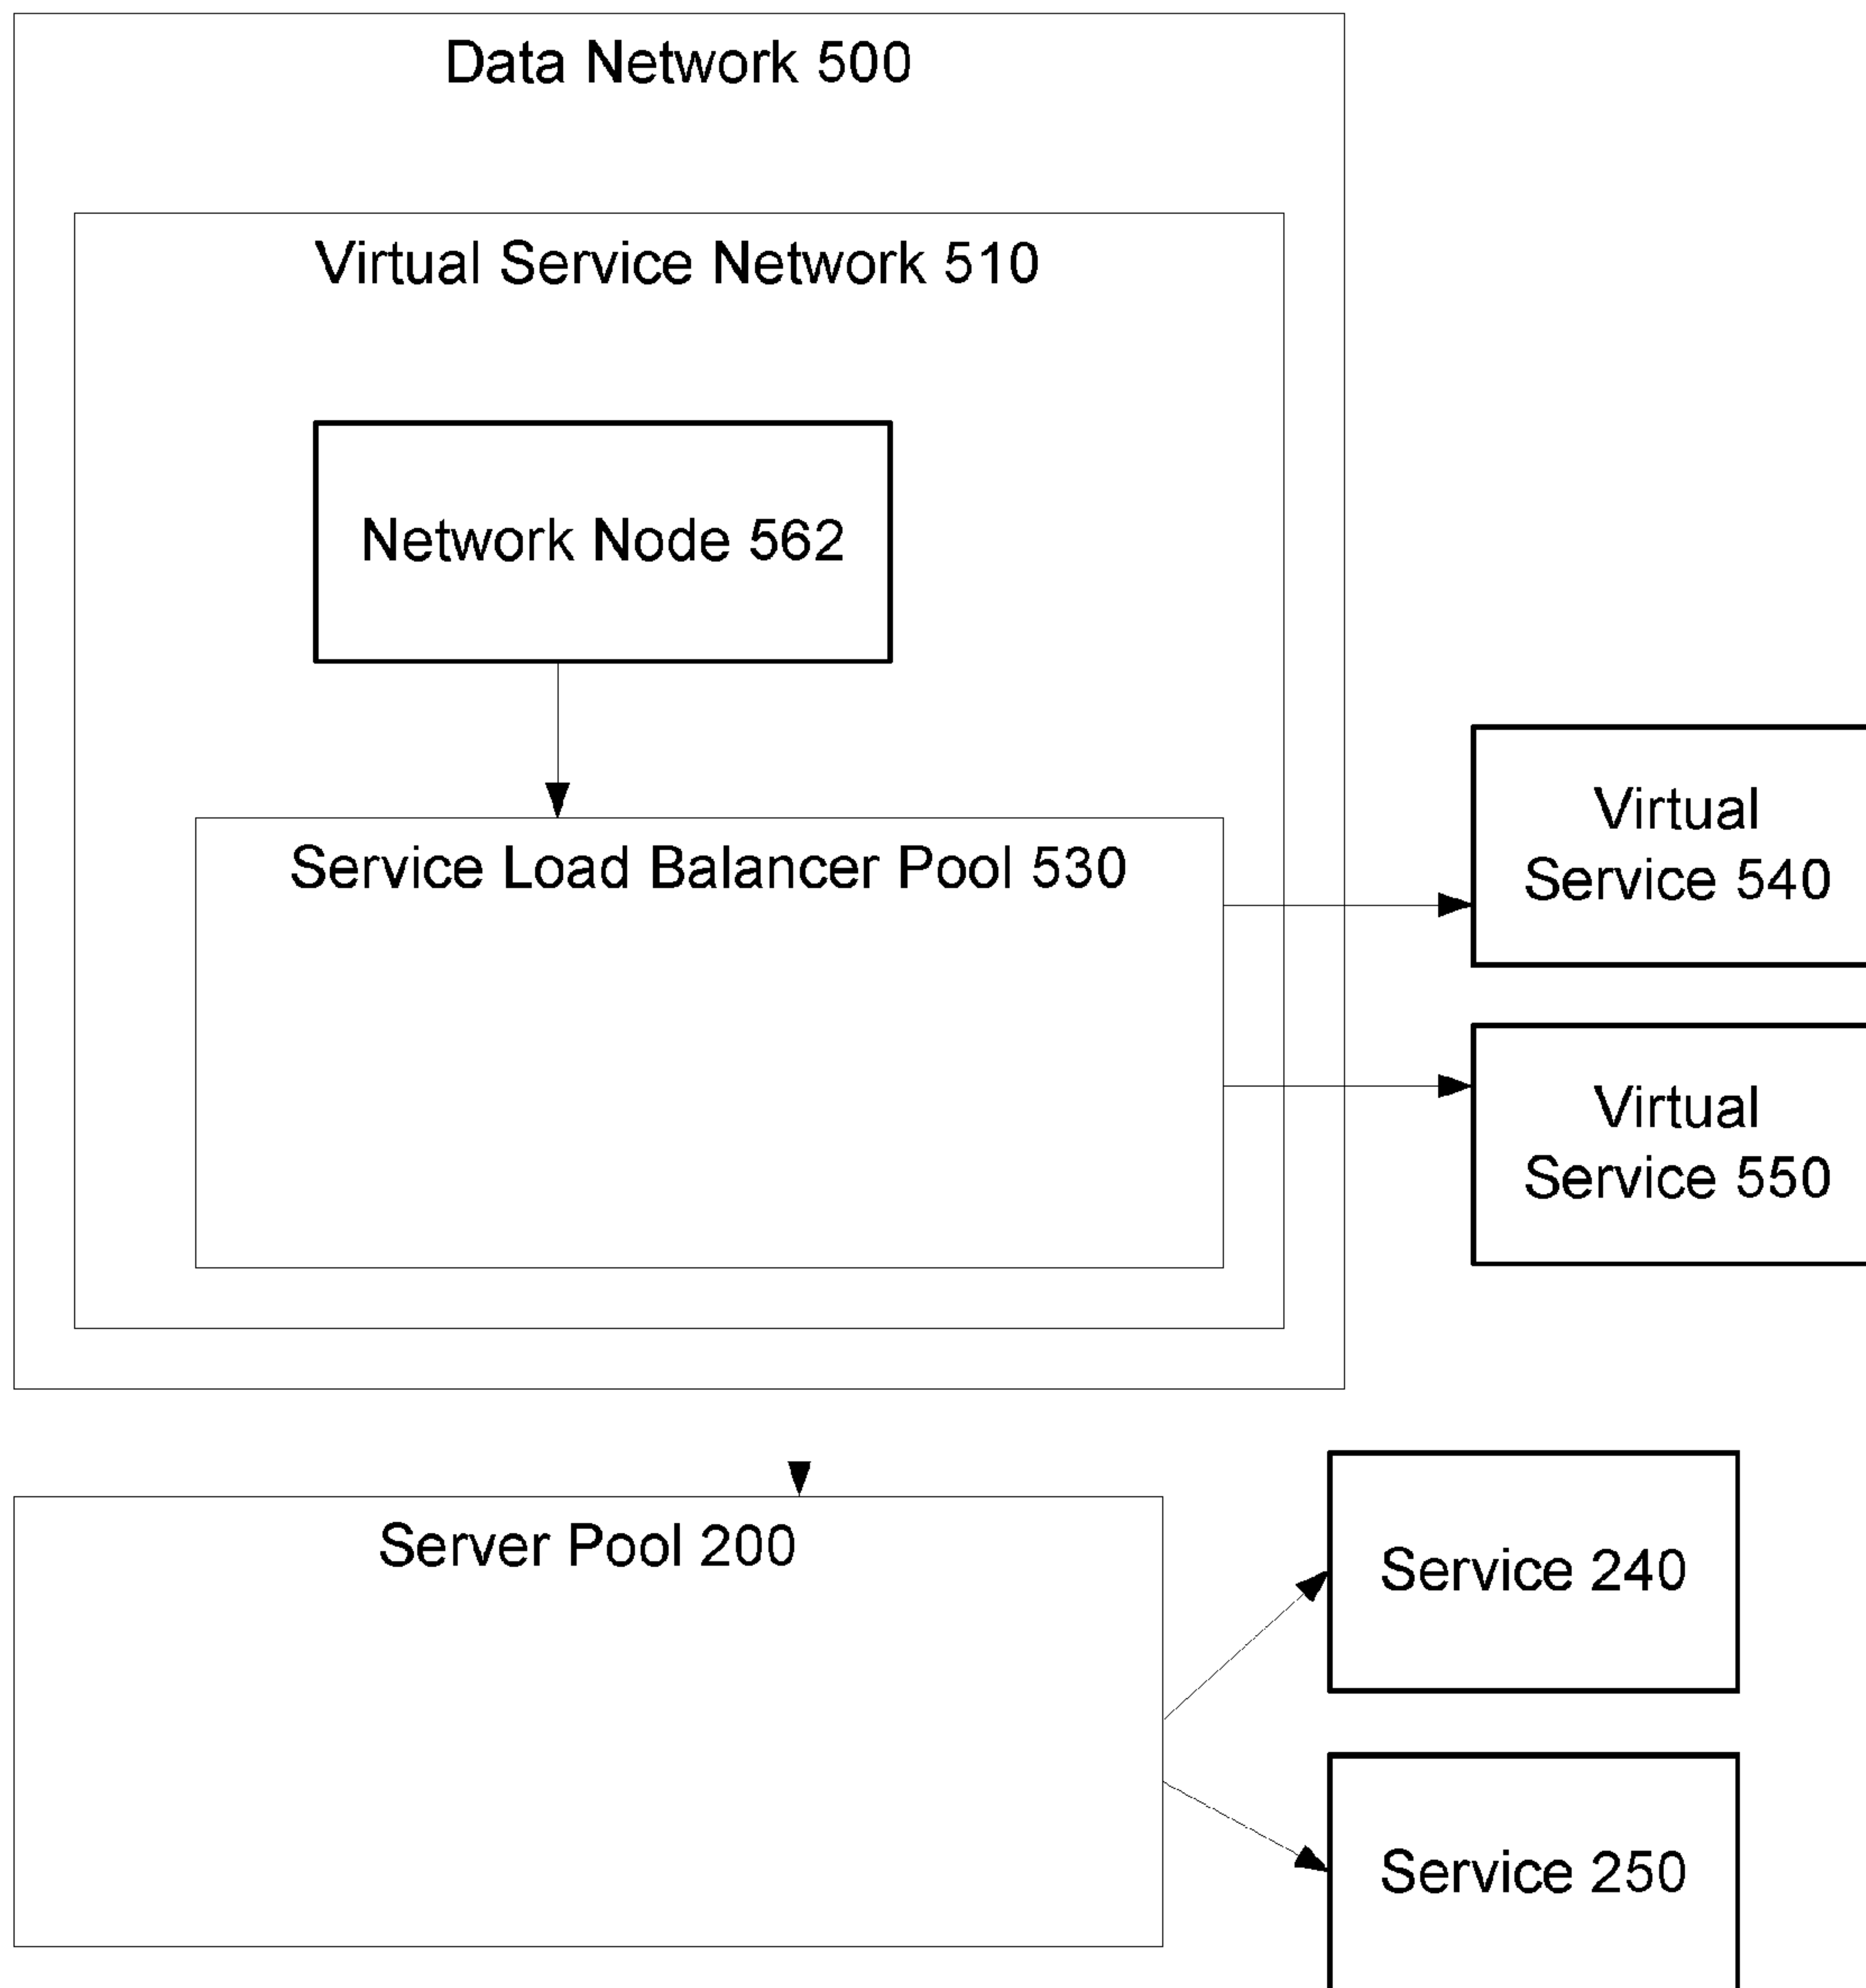 Data Network 500
Virtual Service Network 510
Network Node 562
Service Load Balancer Pool 530
Virtual
Service 540
Virtual
Service 550
Server Pool 200
Service 240
Service 250